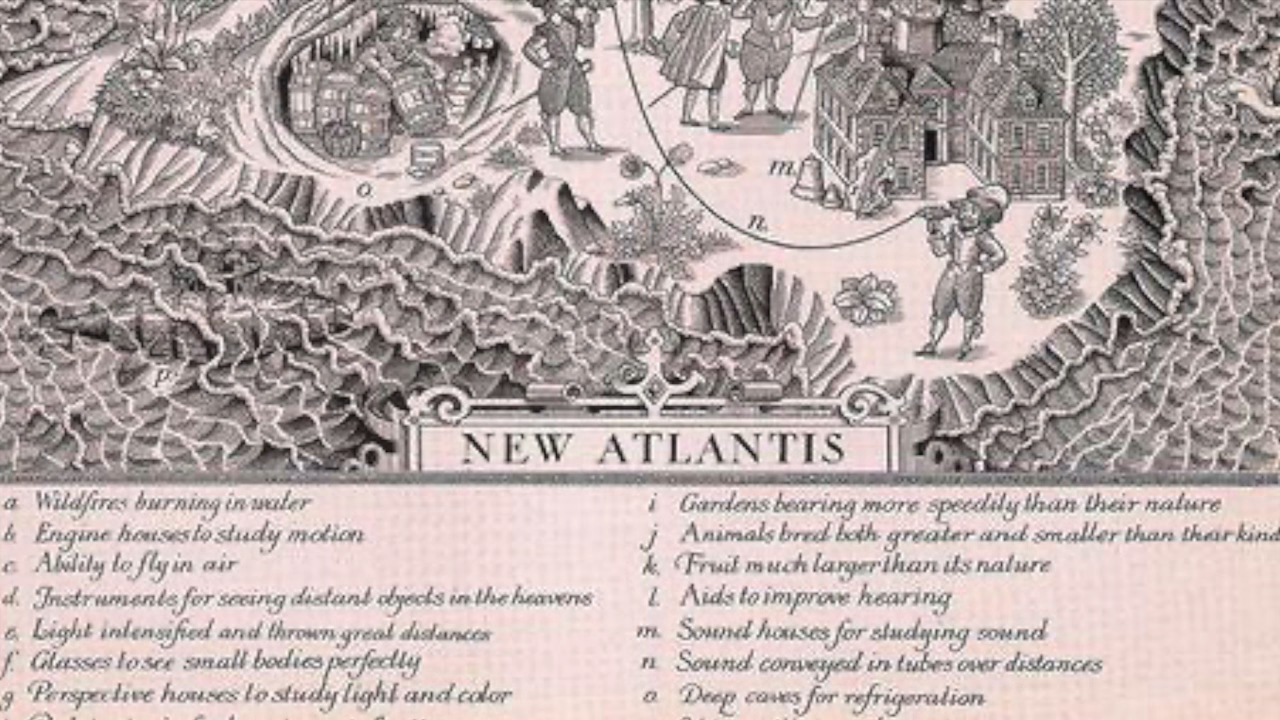 m.
o
n.
p.
NEW ATLANTIS
a Wildfires burning in water
b. Engine houses to study motion
c. Ability to fly in air
d. Instruments for seeing distant objects in the heavens
e. Light intensified and thrown great distances
f. Glasses to see small bodies perfectly
g Perspective houses to study light and color
i Gardens bearing more speedily than their nature
j Animals bred both greater and smaller than their kind
k. Fruit much larger than its nature
l. Aids to improve hearing
m. Sound houses for studying sound
n. Sound conveyed in tubes over distances
o. Deep caves for refrigeration